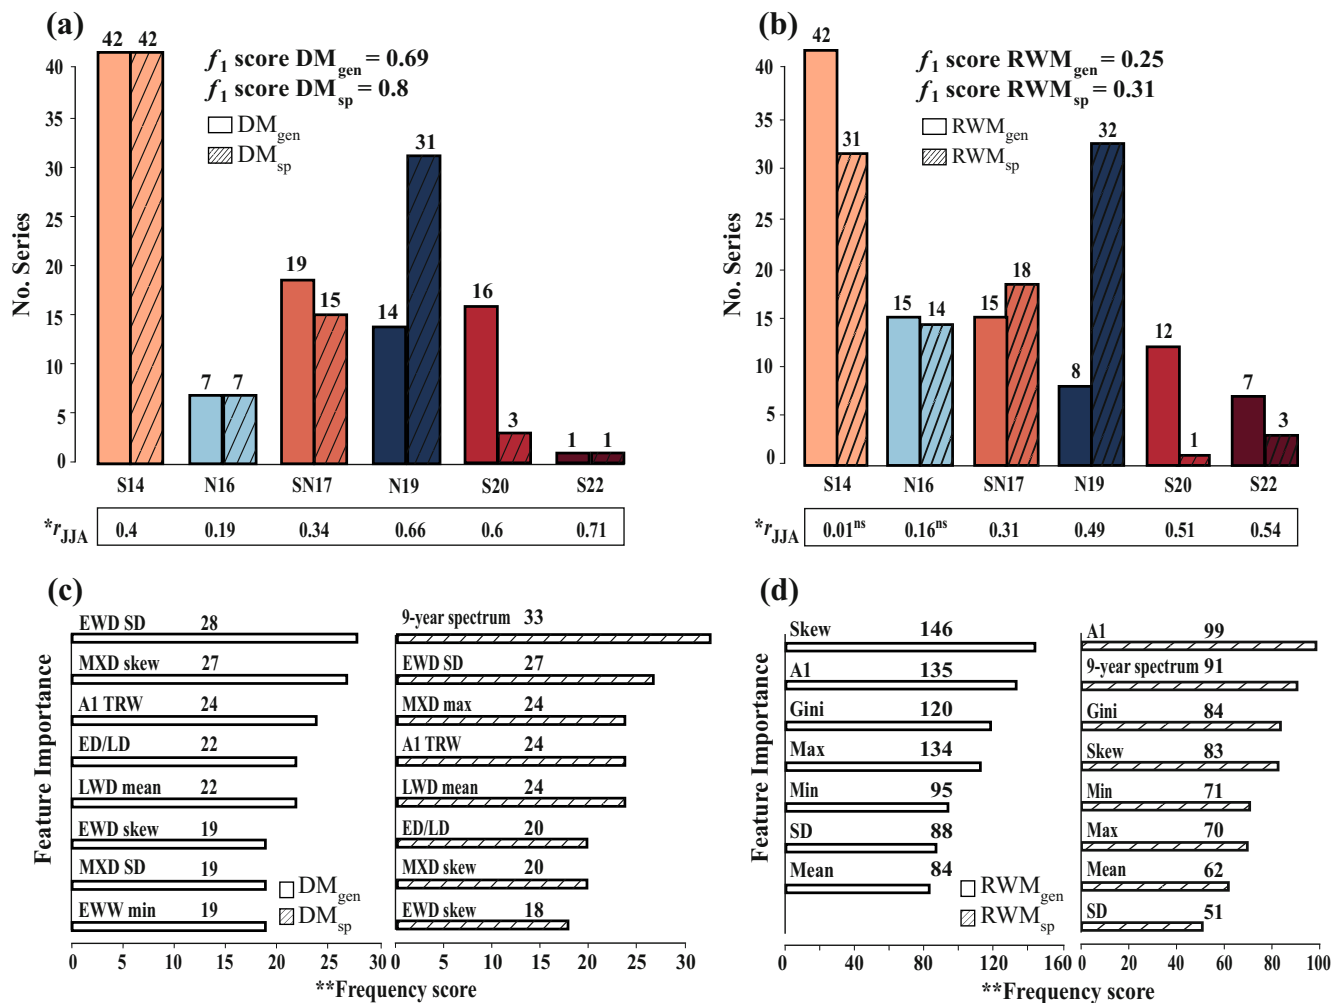 (a)
42 42
f1 score DMgen = 0.69
f1 score DMsp = 0.8
DMgen
DMsp
No. Series
40
35
30
25
20
15
10
5
0
7 7
19 15
14 31
16 3
1 1
S14 N16 SN17 N19 S20 S22
*rJJA 0.4 0.19 0.34 0.66 0.6 0.71
(b)
42 31
f1 score RWMgen = 0.25
f1 score RWMsp = 0.31
RWMgen
RWMsp
No. Series
40
35
30
25
20
15
10
5
0
15 14
15 18
8 32
12 1
7 3
S14 N16 SN17 N19 S20 S22
*rJJA 0.01ns 0.16ns 0.31 0.49 0.51 0.54
(c)
Feature Importance
EWD SD 28
MXD skew 27
A1 TRW 24
ED/LD 22
LWD mean 22
EWD skew 19
MXD SD 19
EWW min 19
DMgen
DMsp
0 5 10 15 20 25 30
9-year spectrum 33
EWD SD 27
MXD max 24
A1 TRW 24
LWD mean 24
ED/LD 20
MXD skew 20
EWD skew 18
0 5 10 15 20 25 30
**Frequency score
(d)
Feature Importance
Skew 146
A1 135
Gini 120
Max 134
Min 95
SD 88
Mean 84
RWMgen
RWMsp
0 40 80 120 160
A1 99
9-year spectrum 91
Gini 84
Skew 83
Min 71
Max 70
Mean 62
SD 51
0 20 40 60 80 100
**Frequency score